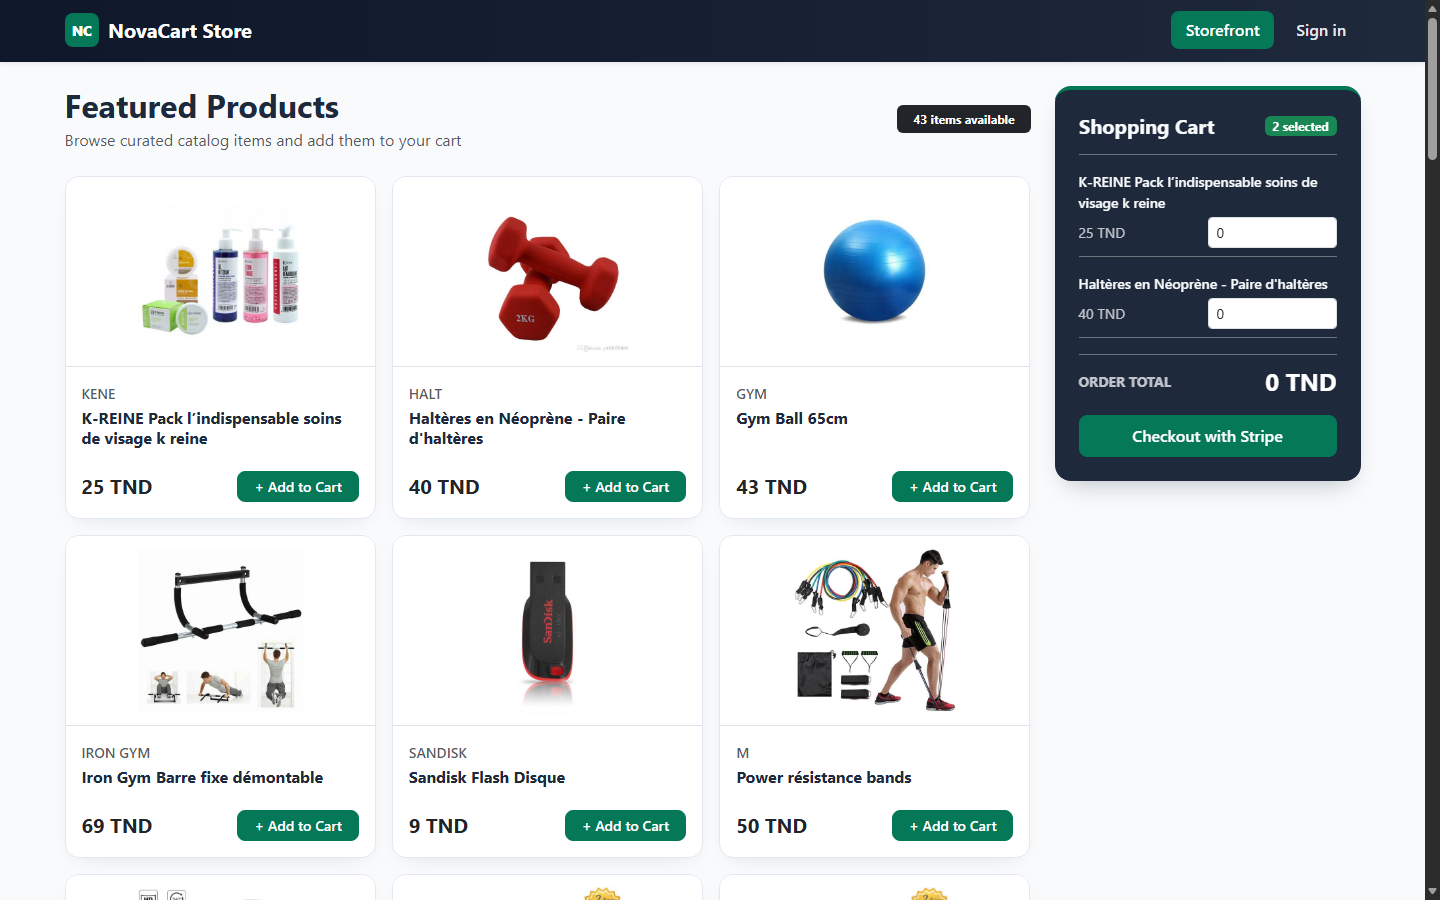 NC
NovaCart Store
Storefront
Sign in
Featured Products
Browse curated catalog items and add them to your cart
43 items available
2KG
KENE
K-REINE Pack l’indispensable soins
de visage k reine
25 TND
+ Add to Cart
HALT
Haltères en Néoprène - Paire
d'haltères
40 TND
+ Add to Cart
GYM
Gym Ball 65cm
43 TND
+ Add to Cart
IRON GYM
Iron Gym Barre fixe démontable
69 TND
+ Add to Cart
SanDisk
SANDISK
Sandisk Flash Disque
9 TND
+ Add to Cart
M
Power résistance bands
50 TND
+ Add to Cart
Shopping Cart
2 selected
K-REINE Pack l’indispensable soins de
visage k reine
25 TND
0
Haltères en Néoprène - Paire d'haltères
40 TND
0
ORDER TOTAL
0 TND
Checkout with Stripe